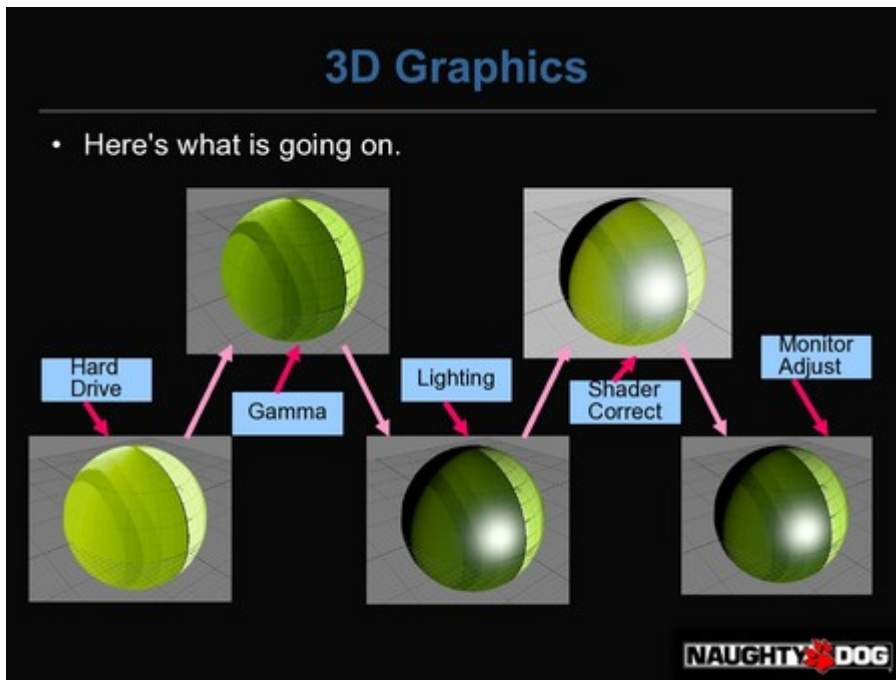 3D Graphics
• Here's what is going on.
Hard
Drive
Gamma
Lighting
Shader
Correct
Monitor
Adjust
NAUGHTY DOG